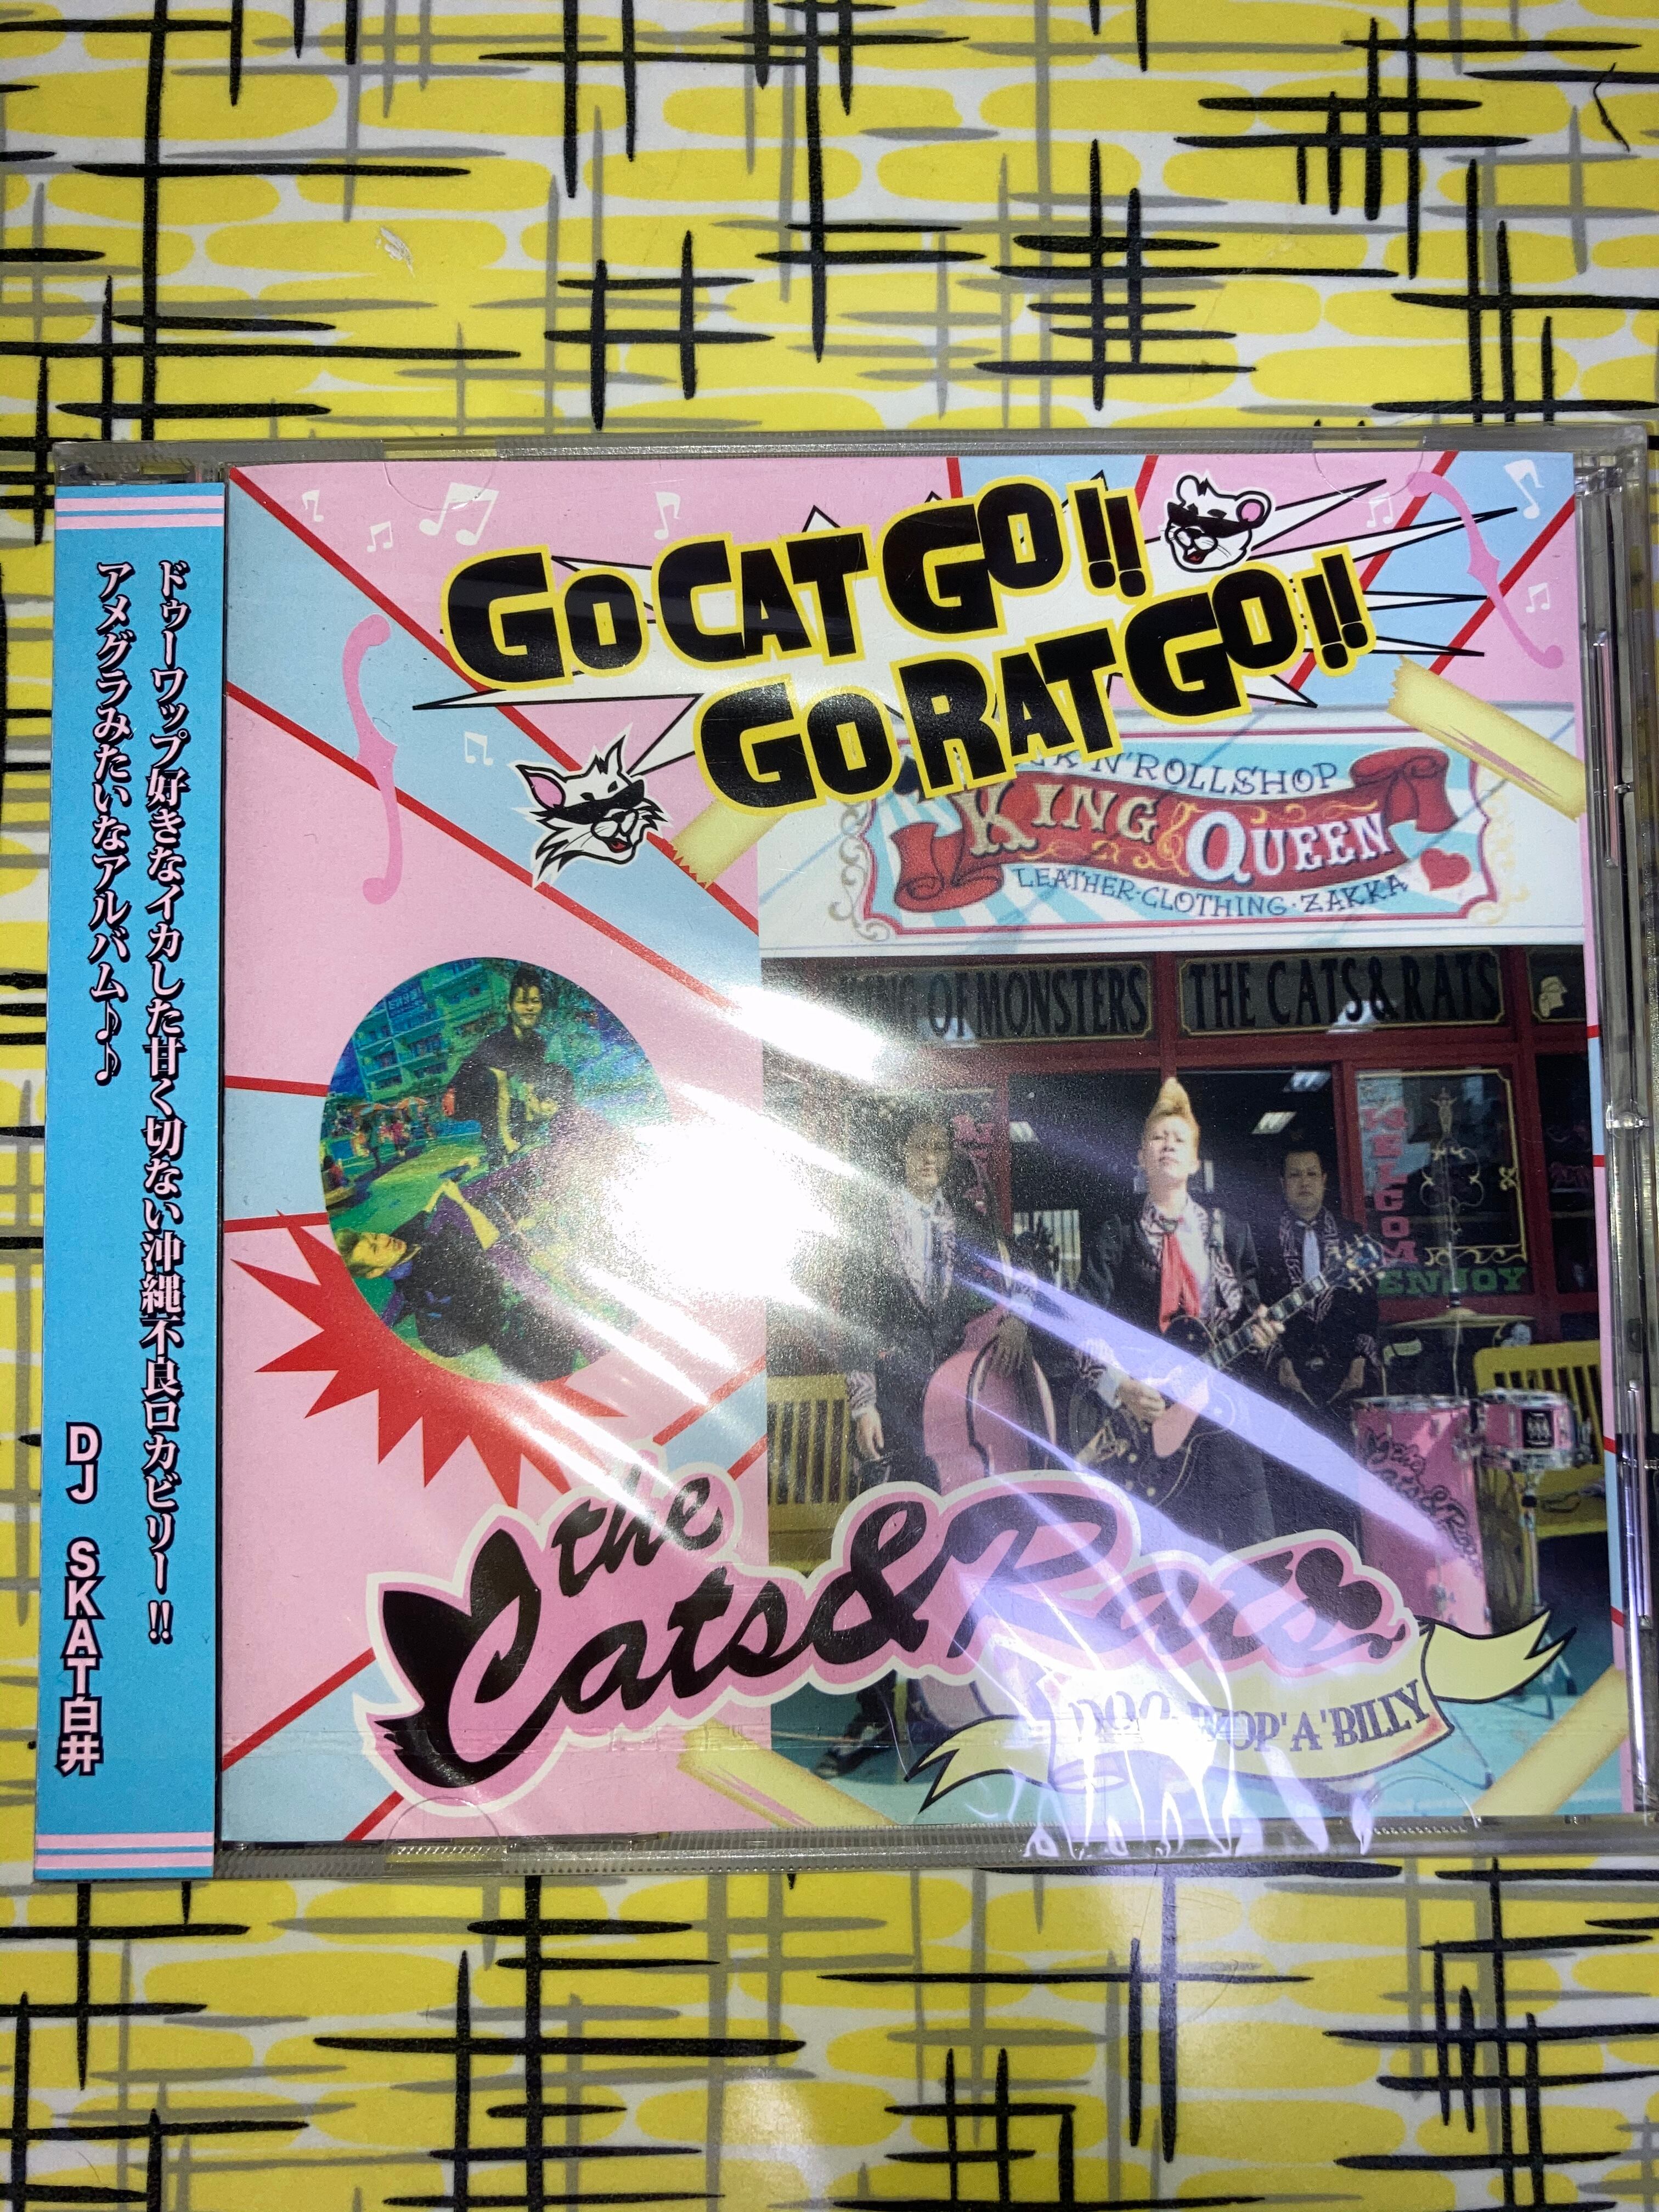 ドゥーワップ好きなイカした甘く切ない沖縄不良ロカビリー!!
アメグラみたいなアルバム♪♪
DJ SKAT白井
GO CAT GO!!
GO RAT GO!!
N'ROLLSHOP
KING & QUEEN
LEATHER·CLOTHING·ZAKKA
OF MONSTERS
THE CATS & RATS
WELCOM
ENJOY
the
Cats & Rats
'A' BILLY